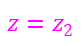 z = z₂